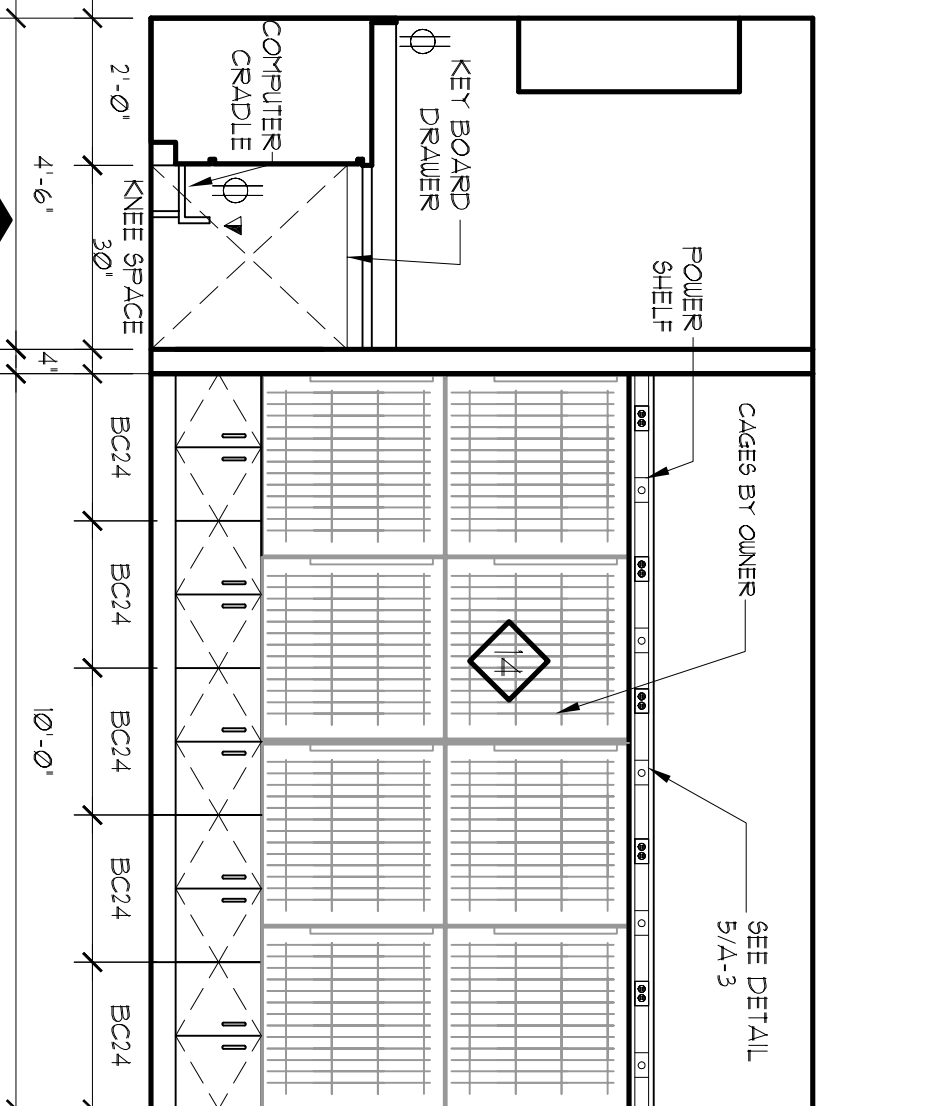 COMPUTER
CRADLE
KEY BOARD
DRAWER
POWER
SHELF
CAGES BY OWNER
SEE DETAIL
5/A-3
14
KNEE SPACE
2'-0"
30"
4'-6"
4"
BC24
BC24
BC24
BC24
BC24
10'-0"